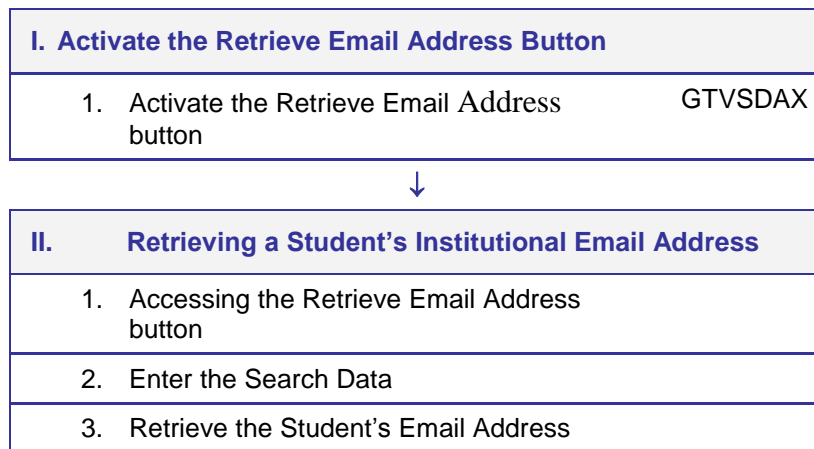 I. Activate the Retrieve Email Address Button
1. Activate the Retrieve Email Address GTVSDAX
button
↓
II. Retrieving a Student's Institutional Email Address
1. Accessing the Retrieve Email Address
button
2. Enter the Search Data
3. Retrieve the Student's Email Address